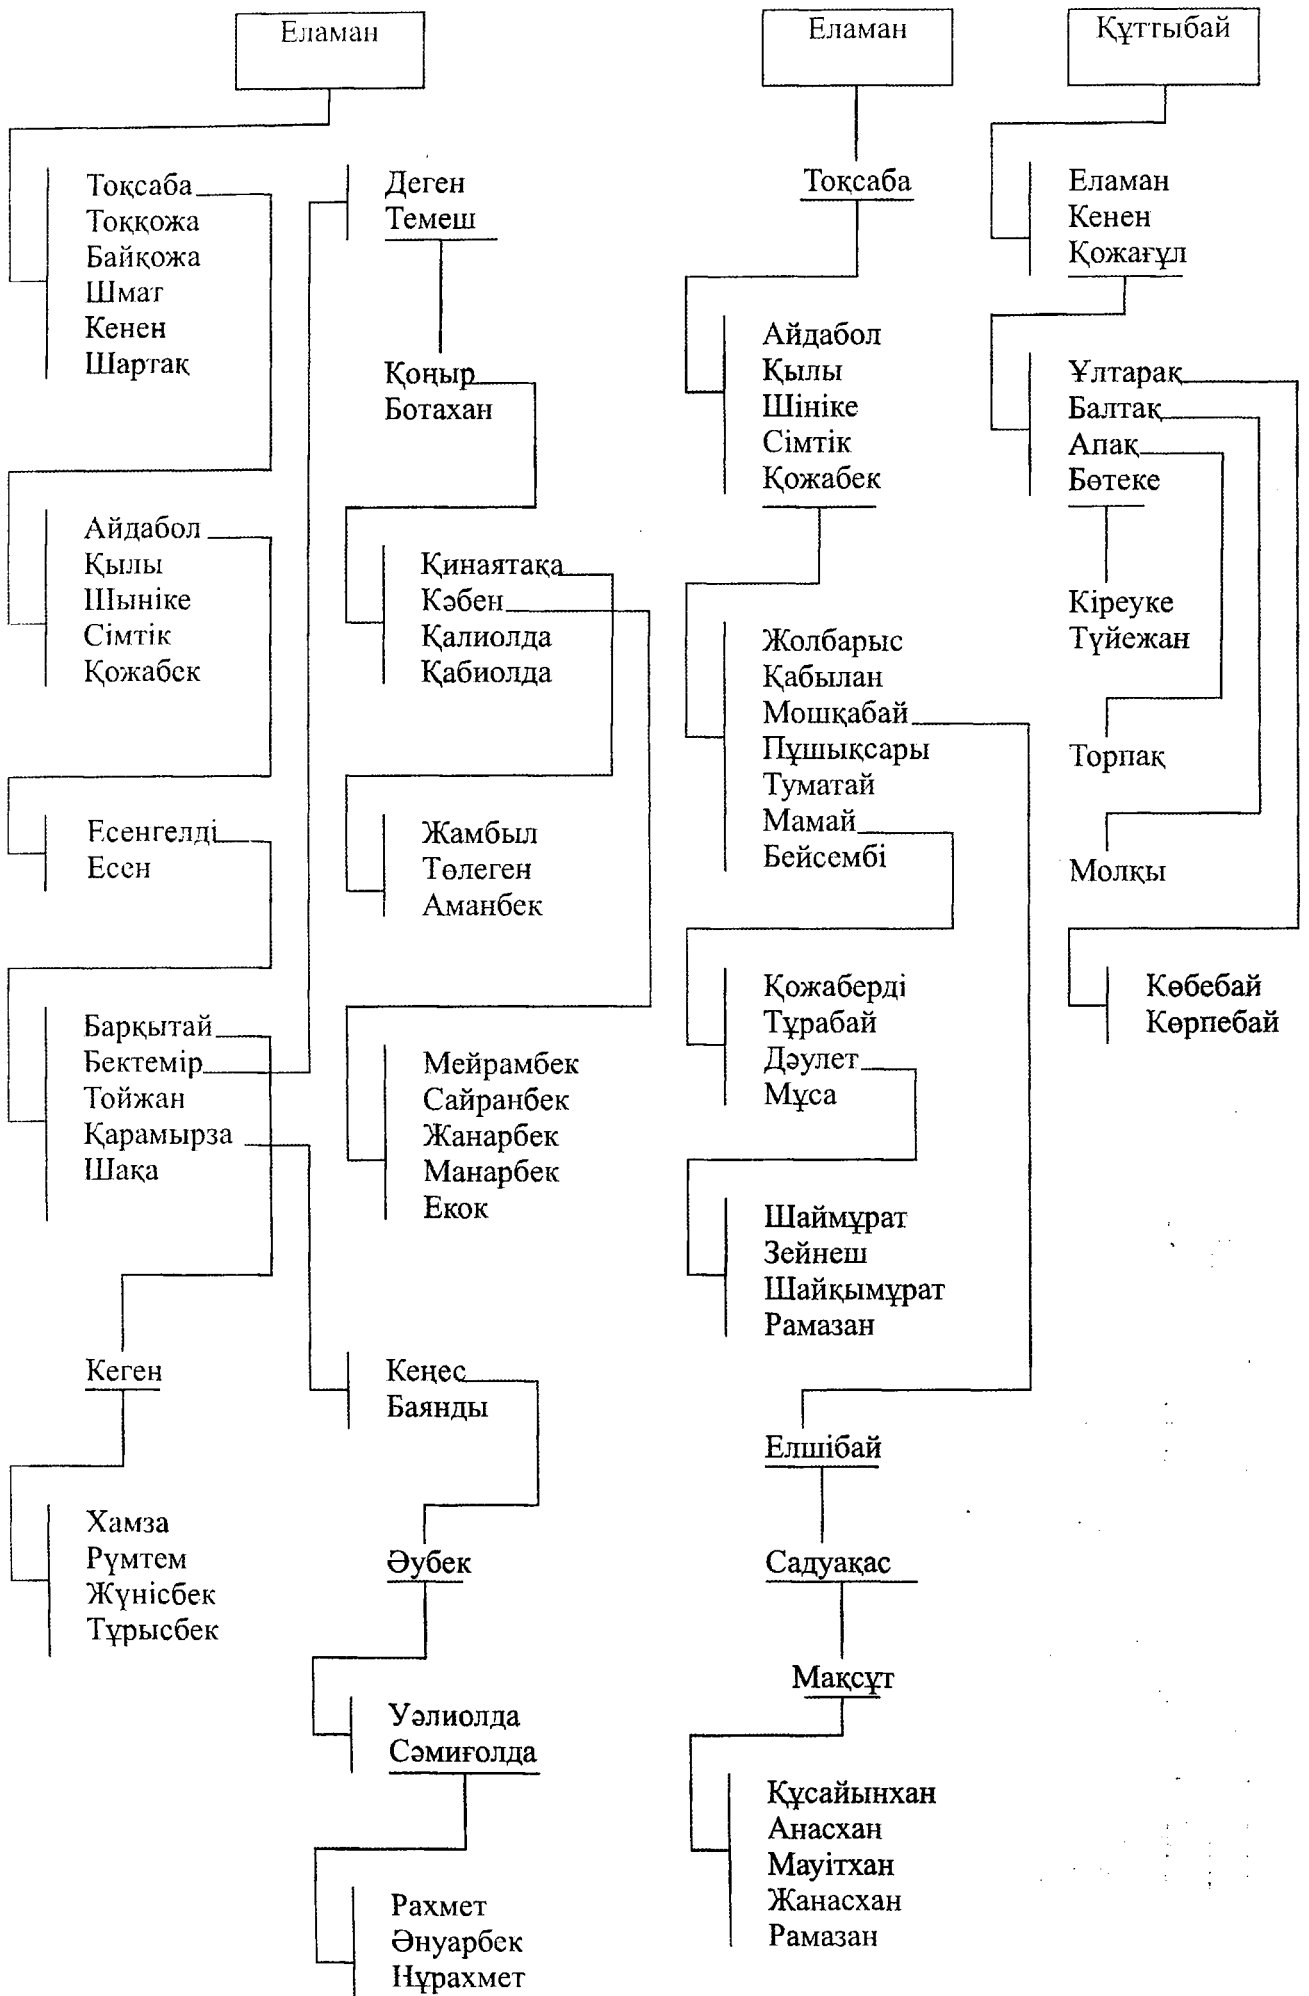 Еламан
Тоқсаба
Тоққожа
Байқожа
Шмат
Кенен
Шартақ
Айдабол
Қылы
Шыніке
Сімтік
Қожабек
Есенгелді
Есен
Барқытай
Бектемір
Тойжан
Қарамырза
Шақа
Кеген
Хамза
Рүмтем
Жүнісбек
Тұрысбек
Деген
Темеш
Қоңыр
Ботахан
Қинаятақа
Кәбен
Қалиолда
Қабиолда
Жамбыл
Төлеген
Аманбек
Мейрамбек
Сайранбек
Жанарбек
Манарбек
Екок
Кеңес
Баянды
Әубек
Уәлиолда
Сәмиғолда
Рахмет
Әнуарбек
Нұрахмет
Еламан
Тоқсаба
Айдабол
Қылы
Шініке
Сімтік
Қожабек
Жолбарыс
Қабылан
Мошқабай
Пұшықсары
Туматай
Мамай
Бейсембі
Қожаберді
Тұрабай
Дәулет
Мұса
Шаймұрат
Зейнеш
Шайқымұрат
Рамазан
Елшібай
Садуақас
Мақсұт
Құсайынхан
Анасхан
Мауітхан
Жанасхан
Рамазан
Құттыбай
Еламан
Кенен
Қожағұл
Ұлтарақ
Балтақ
Апақ
Бөтеке
Кіреуке
Түйежан
Торпақ
Молқы
Көбебай
Көрпебай